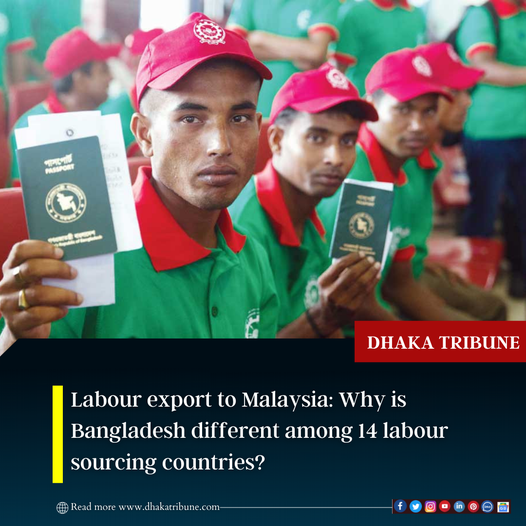 পাসপোর্ট
PASSPORT
DHAKA TRIBUNE
Labour export to Malaysia: Why is
Bangladesh different among 14 labour
sourcing countries?
Read more www.dhakatribune.com